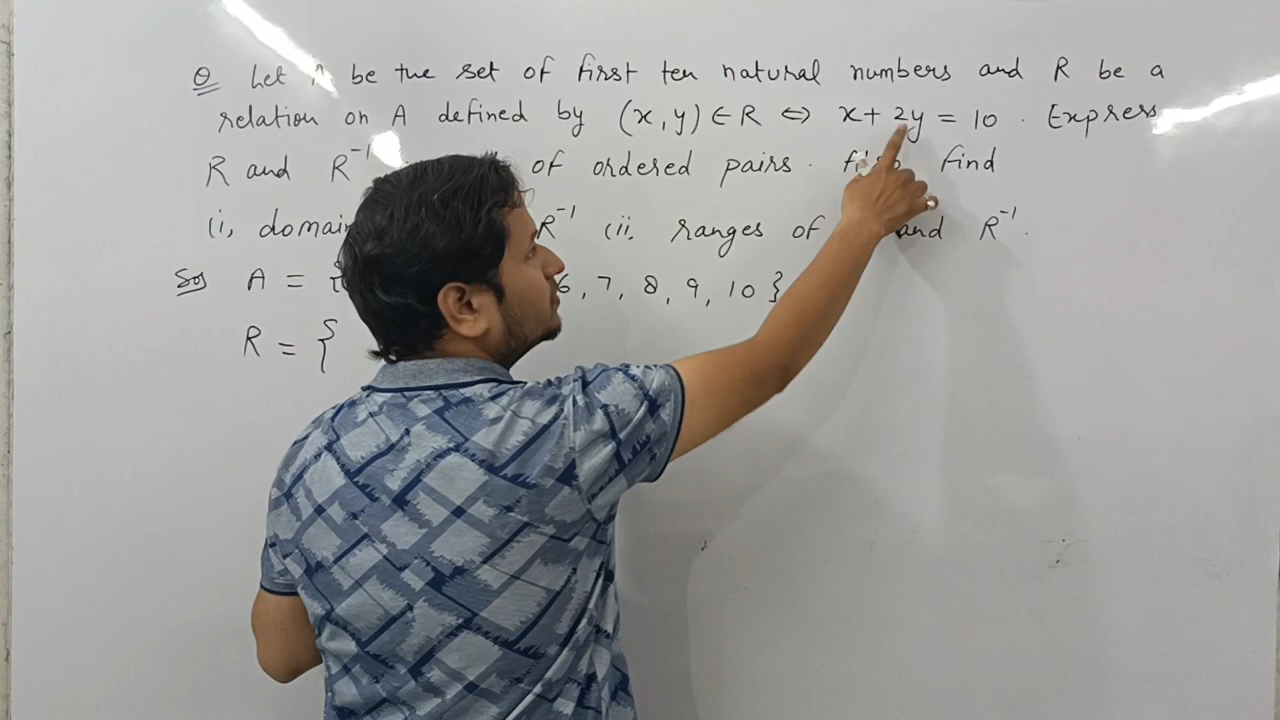 Q Let A be the set of first ten natural numbers and R be a
relation on A defined by (x, y) ∈ R ⇔ x + 2y = 10 . Express
R and R⁻¹ of ordered pairs . Also find
(i, domain R⁻¹ (ii, ranges of and R⁻¹.
Sol A = { 6, 7, 8, 9, 10 }
R = {